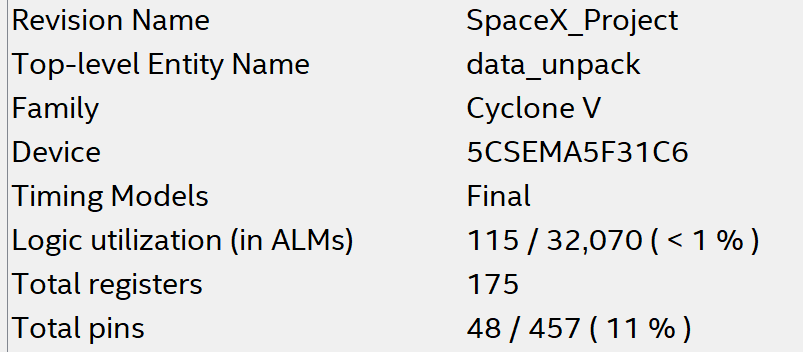 Revision Name SpaceX_Project
Top-level Entity Name data_unpack
Family Cyclone V
Device 5CSEMA5F31C6
Timing Models Final
Logic utilization (in ALMs) 115 / 32,070 ( < 1 % )
Total registers 175
Total pins 48 / 457 ( 11 % )